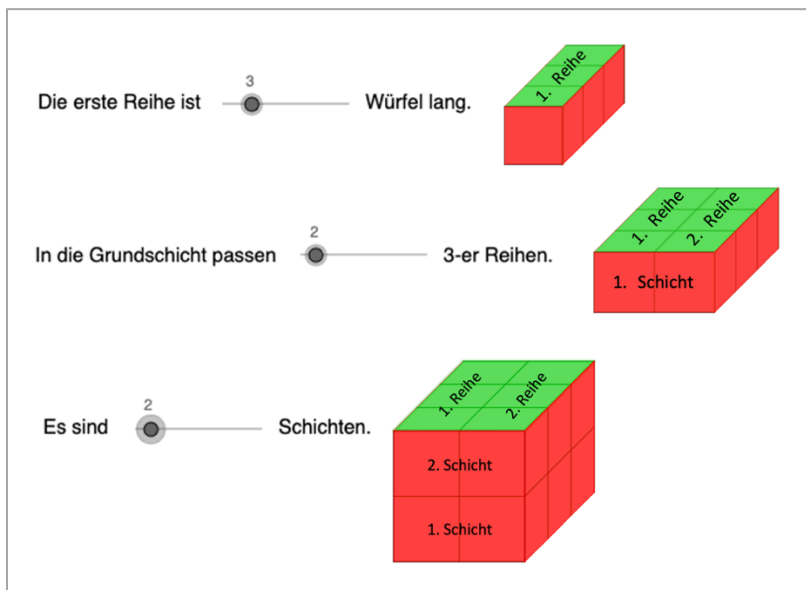 3
Die erste Reihe ist Würfel lang.
1. Reihe
2
In die Grundschicht passen 3-er Reihen.
1. Reihe
2. Reihe
1. Schicht
2
Es sind Schichten.
1. Reihe
2. Reihe
2. Schicht
1. Schicht